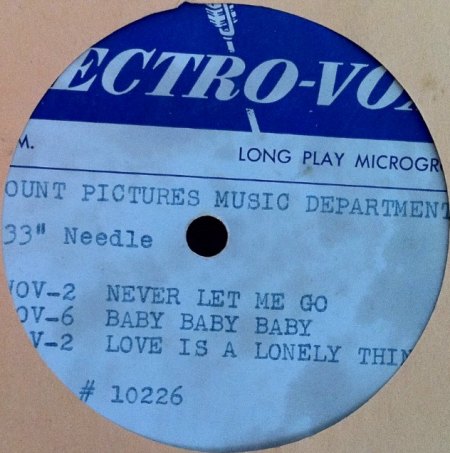 ECTRO-VO
M.
LONG PLAY MICROGR
OUNT PICTURES MUSIC DEPARTMENT
33" Needle
OV-2 NEVER LET ME GO
OV-6 BABY BABY BABY
V-2 LOVE IS A LONELY THIN
# 10226